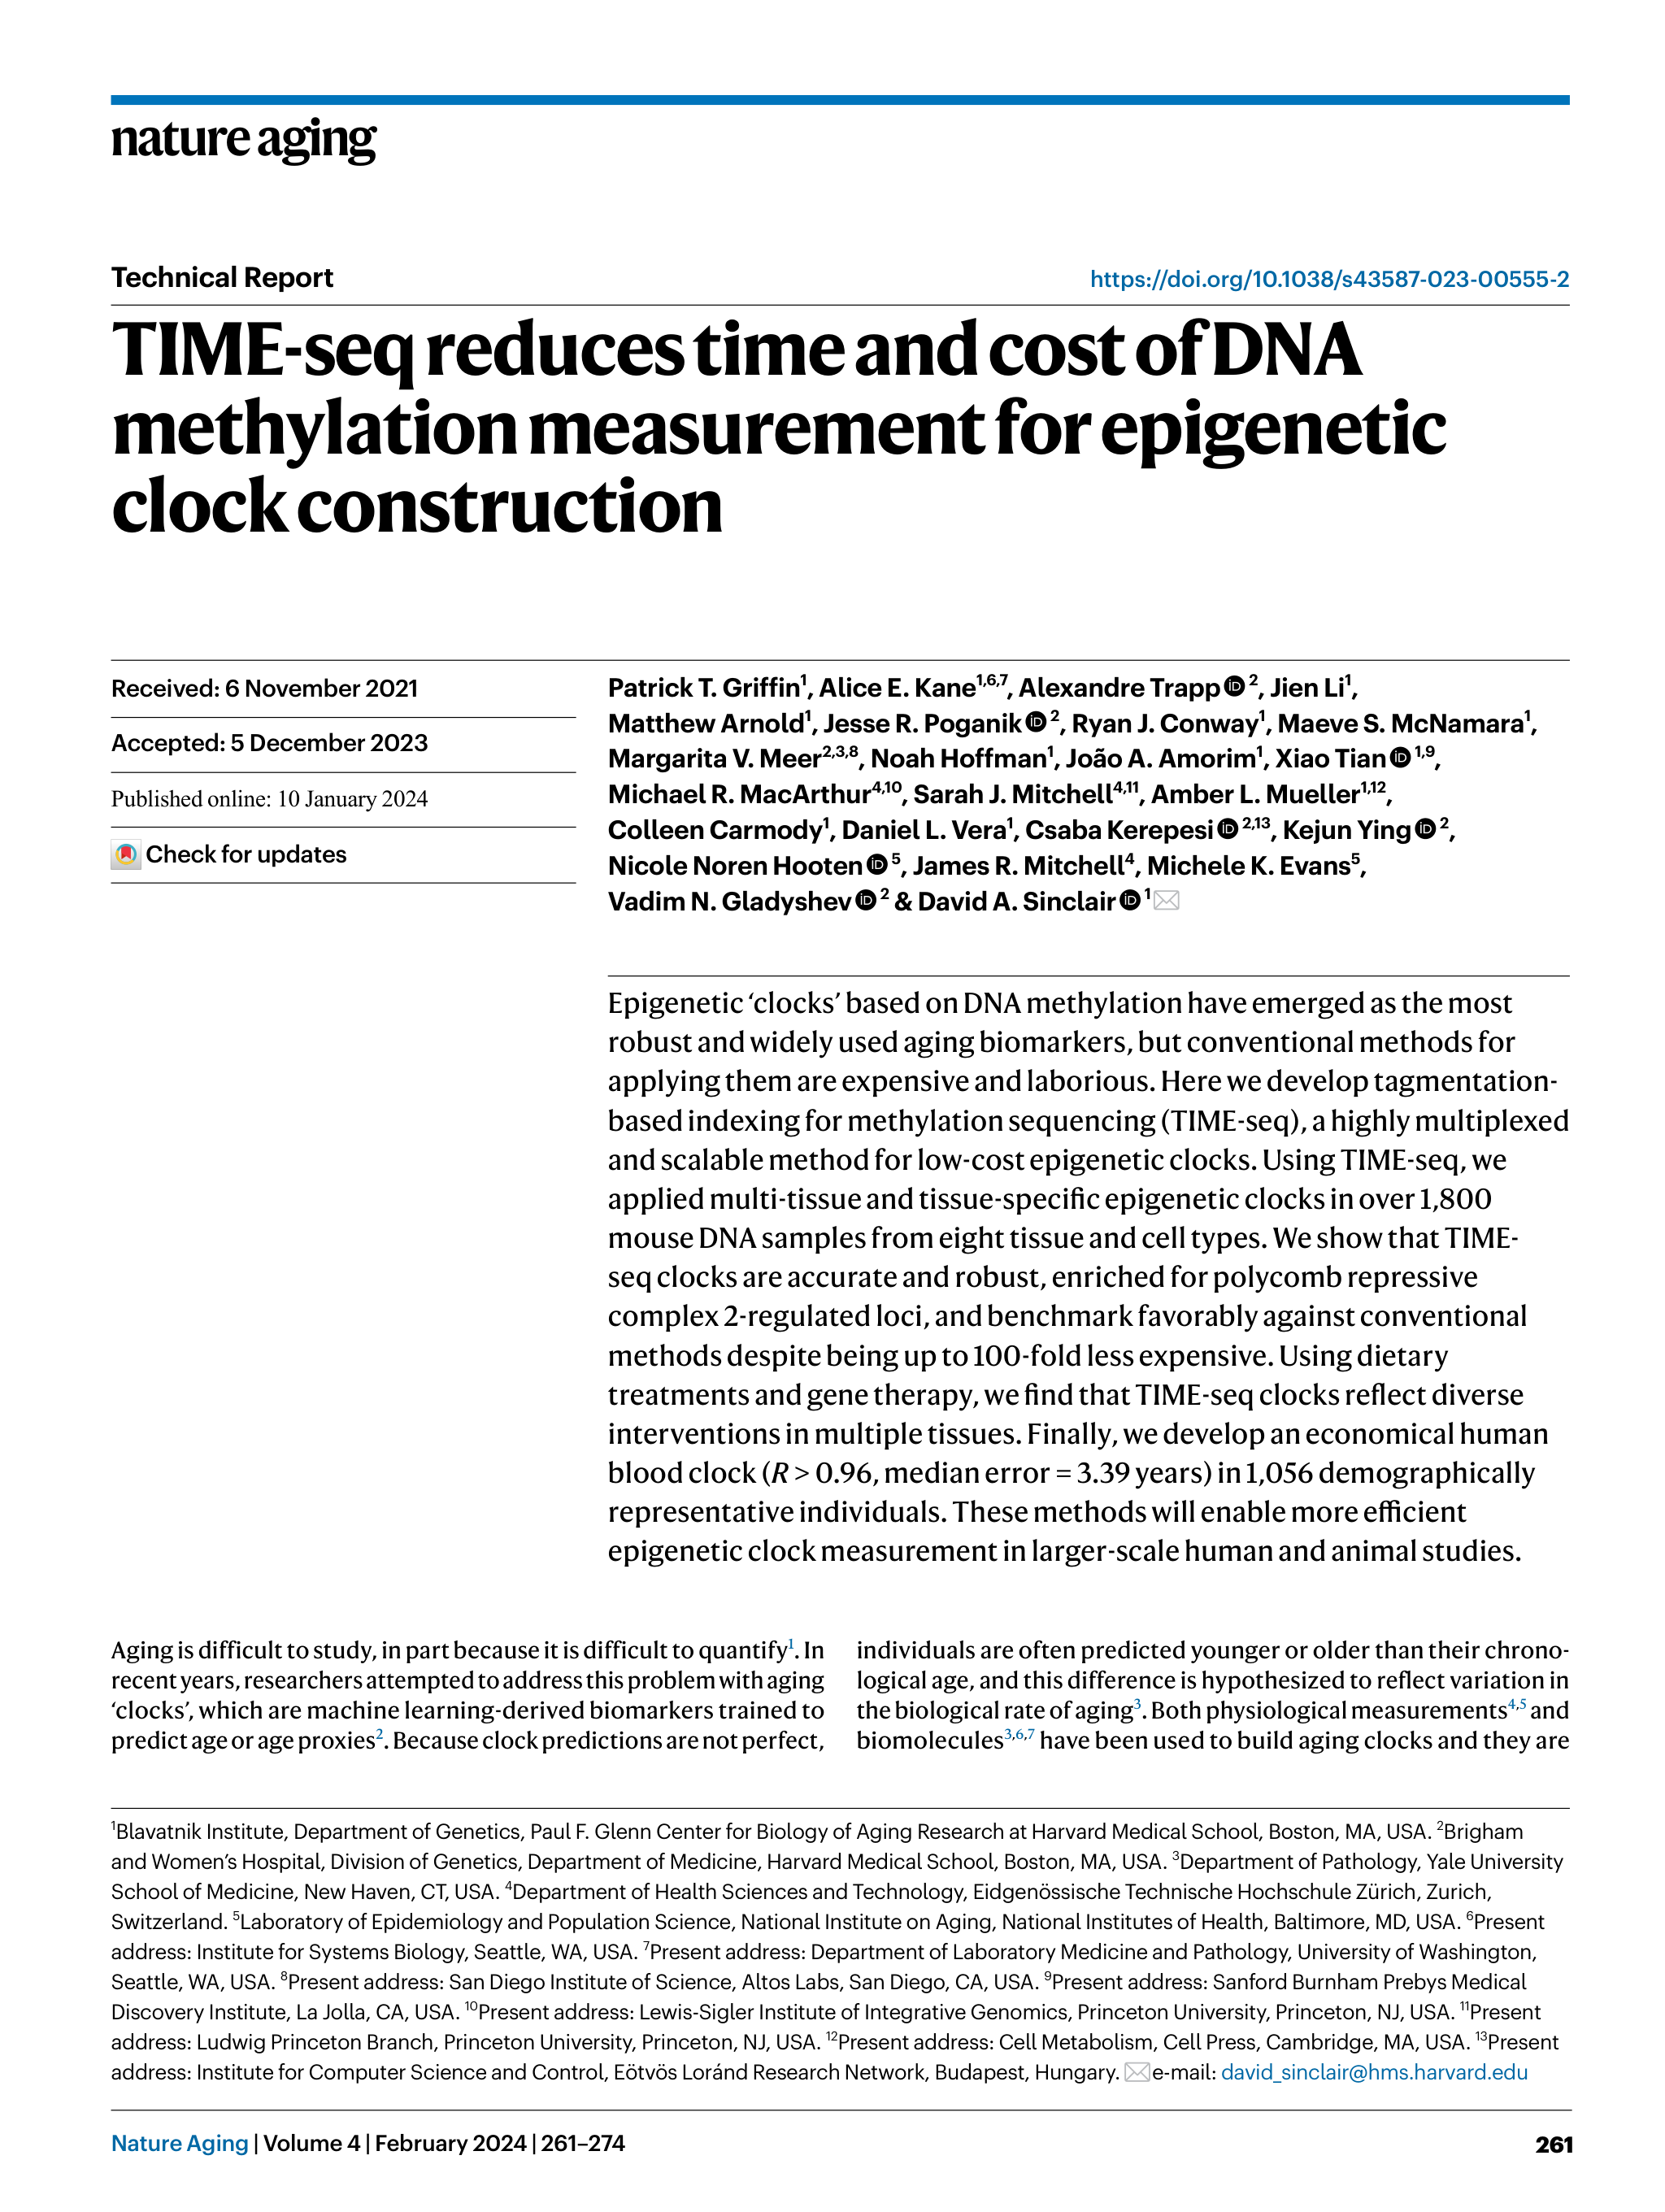 nature aging
Technical Report
https://doi.org/10.1038/s43587-023-00555-2
TIME-seq reduces time and cost of DNA
methylation measurement for epigenetic
clock construction
Received: 6 November 2021
Accepted: 5 December 2023
Published online: 10 January 2024
Check for updates
Patrick T. Griffin1, Alice E. Kane1,6,7, Alexandre Trapp iD 2, Jien Li1,
Matthew Arnold1, Jesse R. Poganik iD 2, Ryan J. Conway1, Maeve S. McNamara1,
Margarita V. Meer2,3,8, Noah Hoffman1, João A. Amorim1, Xiao Tian iD 1,9,
Michael R. MacArthur4,10, Sarah J. Mitchell4,11, Amber L. Mueller1,12,
Colleen Carmody1, Daniel L. Vera1, Csaba Kerepesi iD 2,13, Kejun Ying iD 2,
Nicole Noren Hooten iD 5, James R. Mitchell4, Michele K. Evans5,
Vadim N. Gladyshev iD 2 & David A. Sinclair iD 1
Epigenetic ‘clocks’ based on DNA methylation have emerged as the most
robust and widely used aging biomarkers, but conventional methods for
applying them are expensive and laborious. Here we develop tagmentation-
based indexing for methylation sequencing (TIME-seq), a highly multiplexed
and scalable method for low-cost epigenetic clocks. Using TIME-seq, we
applied multi-tissue and tissue-specific epigenetic clocks in over 1,800
mouse DNA samples from eight tissue and cell types. We show that TIME-
seq clocks are accurate and robust, enriched for polycomb repressive
complex 2-regulated loci, and benchmark favorably against conventional
methods despite being up to 100-fold less expensive. Using dietary
treatments and gene therapy, we find that TIME-seq clocks reflect diverse
interventions in multiple tissues. Finally, we develop an economical human
blood clock (R > 0.96, median error = 3.39 years) in 1,056 demographically
representative individuals. These methods will enable more efficient
epigenetic clock measurement in larger-scale human and animal studies.
Aging is difficult to study, in part because it is difficult to quantify1. In
recent years, researchers attempted to address this problem with aging
‘clocks’, which are machine learning-derived biomarkers trained to
predict age or age proxies2. Because clock predictions are not perfect,
individuals are often predicted younger or older than their chrono-
logical age, and this difference is hypothesized to reflect variation in
the biological rate of aging3. Both physiological measurements4,5 and
biomolecules3,6,7 have been used to build aging clocks and they are
1Blavatnik Institute, Department of Genetics, Paul F. Glenn Center for Biology of Aging Research at Harvard Medical School, Boston, MA, USA. 2Brigham
and Women’s Hospital, Division of Genetics, Department of Medicine, Harvard Medical School, Boston, MA, USA. 3Department of Pathology, Yale University
School of Medicine, New Haven, CT, USA. 4Department of Health Sciences and Technology, Eidgenössische Technische Hochschule Zürich, Zurich,
Switzerland. 5Laboratory of Epidemiology and Population Science, National Institute on Aging, National Institutes of Health, Baltimore, MD, USA. 6Present
address: Institute for Systems Biology, Seattle, WA, USA. 7Present address: Department of Laboratory Medicine and Pathology, University of Washington,
Seattle, WA, USA. 8Present address: San Diego Institute of Science, Altos Labs, San Diego, CA, USA. 9Present address: Sanford Burnham Prebys Medical
Discovery Institute, La Jolla, CA, USA. 10Present address: Lewis-Sigler Institute of Integrative Genomics, Princeton University, Princeton, NJ, USA. 11Present
address: Ludwig Princeton Branch, Princeton University, Princeton, NJ, USA. 12Present address: Cell Metabolism, Cell Press, Cambridge, MA, USA. 13Present
address: Institute for Computer Science and Control, Eötvös Loránd Research Network, Budapest, Hungary. e-mail: david_sinclair@hms.harvard.edu
Nature Aging | Volume 4 | February 2024 | 261–274
261